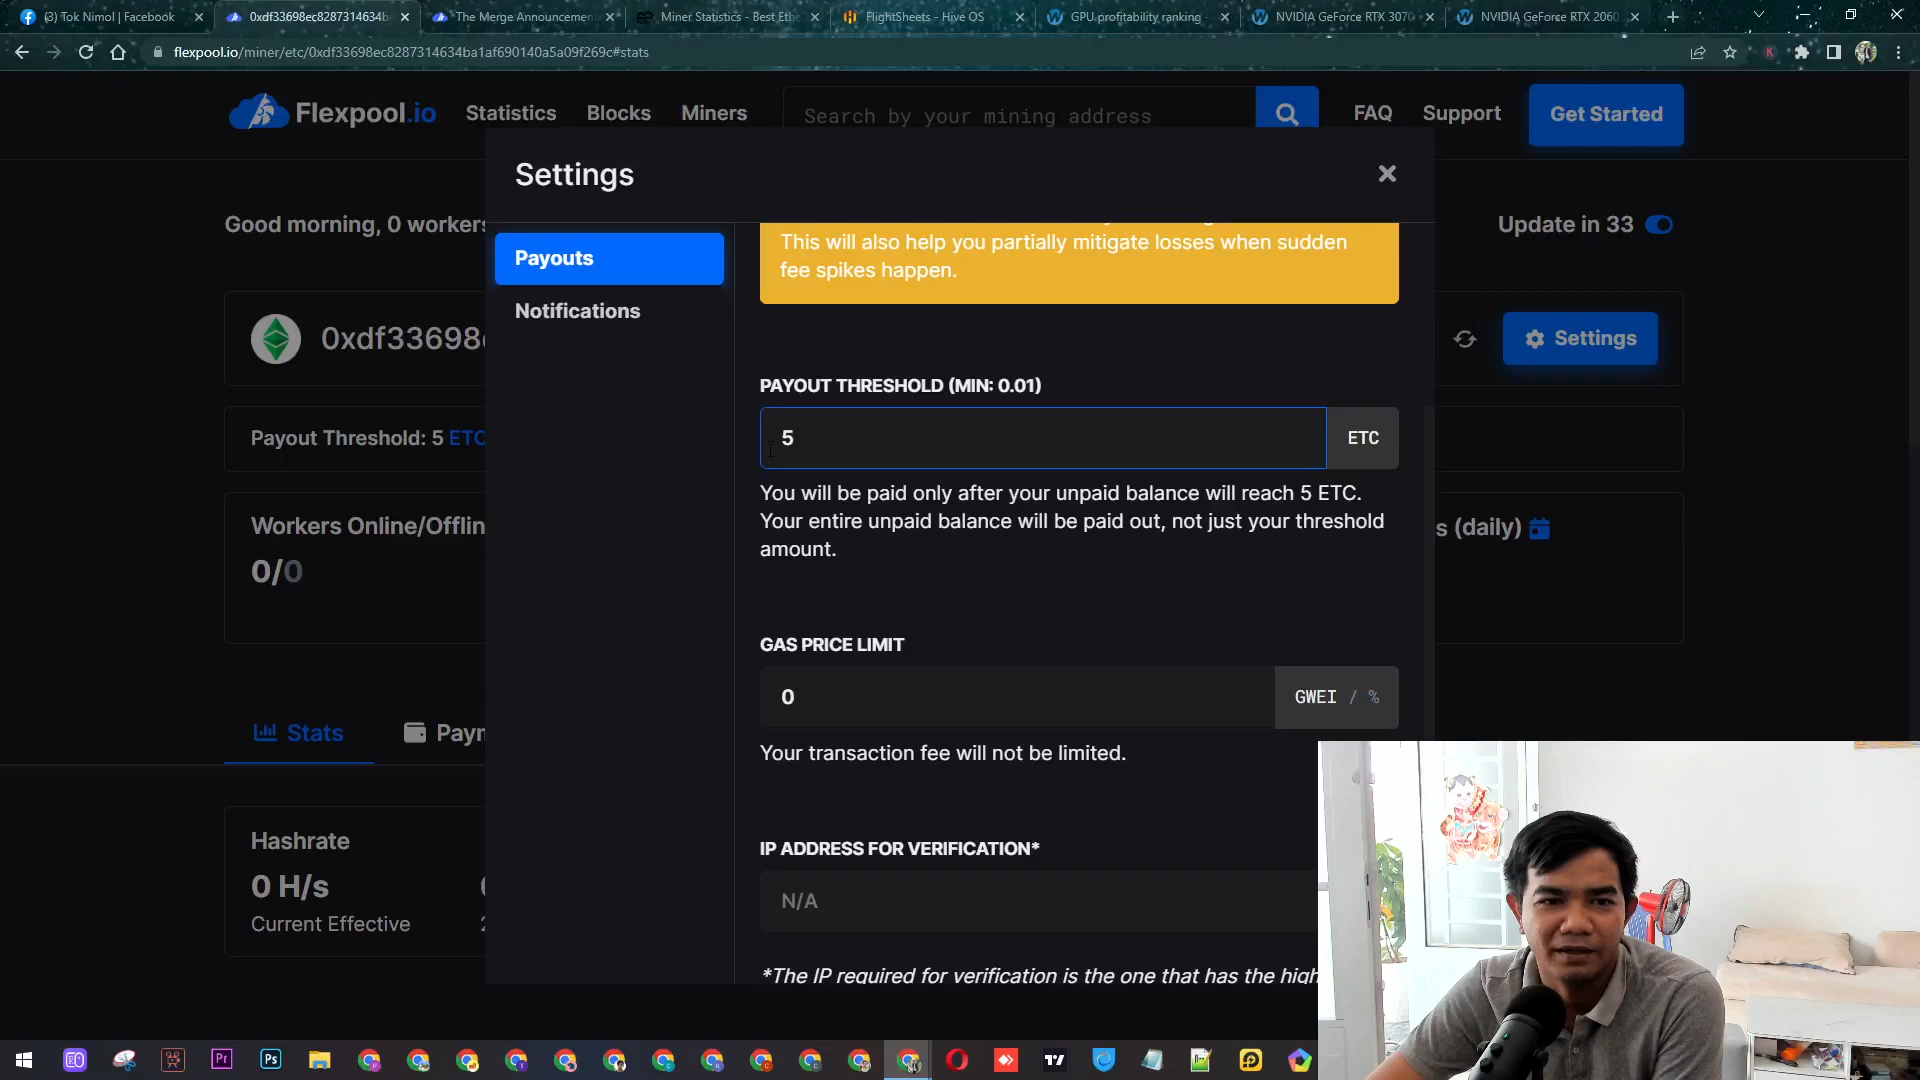 (3) Tok Nimol | Facebook
0xdf33698ec8287314634b
The Merge Announcemen
Miner Statistics - Best Ethe
FlightSheets - Hive OS
GPU profitability ranking
NVIDIA GeForce RTX 3070
NVIDIA GeForce RTX 2060
flexpool.io/miner/etc/0xdf33698ec8287314634ba1af690140a5a09f269c#stats
Flexpool.io
Statistics
Blocks
Miners
Search by your mining address
FAQ
Support
Get Started
Settings
Good morning, 0 workers
Update in 33
Payouts
Notifications
This will also help you partially mitigate losses when sudden
fee spikes happen.
0xdf33698
Settings
PAYOUT THRESHOLD (MIN: 0.01)
Payout Threshold: 5 ETC
5
ETC
You will be paid only after your unpaid balance will reach 5 ETC.
Your entire unpaid balance will be paid out, not just your threshold
amount.
Workers Online/Offlin
0/0
s (daily)
GAS PRICE LIMIT
0
GWEI / %
Your transaction fee will not be limited.
Stats
Paym
IP ADDRESS FOR VERIFICATION*
N/A
Hashrate
0 H/s
Current Effective
*The IP required for verification is the one that has the high
Pr
Ps